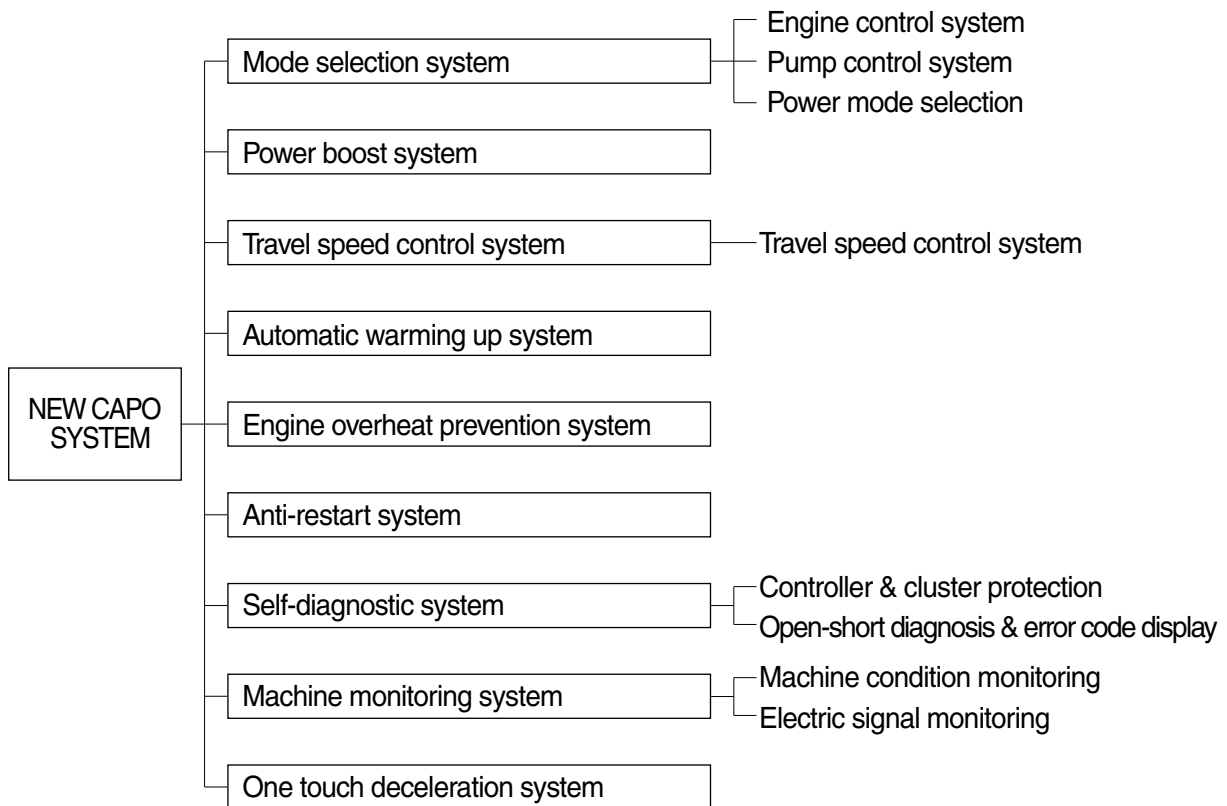 NEW CAPO
SYSTEM
Mode selection system
Engine control system
Pump control system
Power mode selection
Power boost system
Travel speed control system
Travel speed control system
Automatic warming up system
Engine overheat prevention system
Anti-restart system
Self-diagnostic system
Controller & cluster protection
Open-short diagnosis & error code display
Machine monitoring system
Machine condition monitoring
Electric signal monitoring
One touch deceleration system